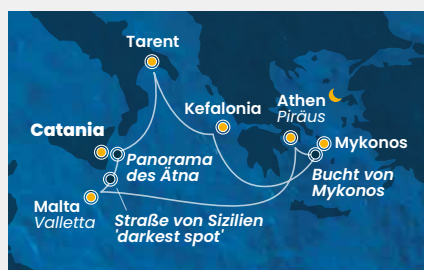 Tarent
Kefalonia
Athen
Piräus
Mykonos
Catania
Panorama
des Ätna
Bucht von
Mykonos
Malta
Valletta
Straße von Sizilien
'darkest spot'